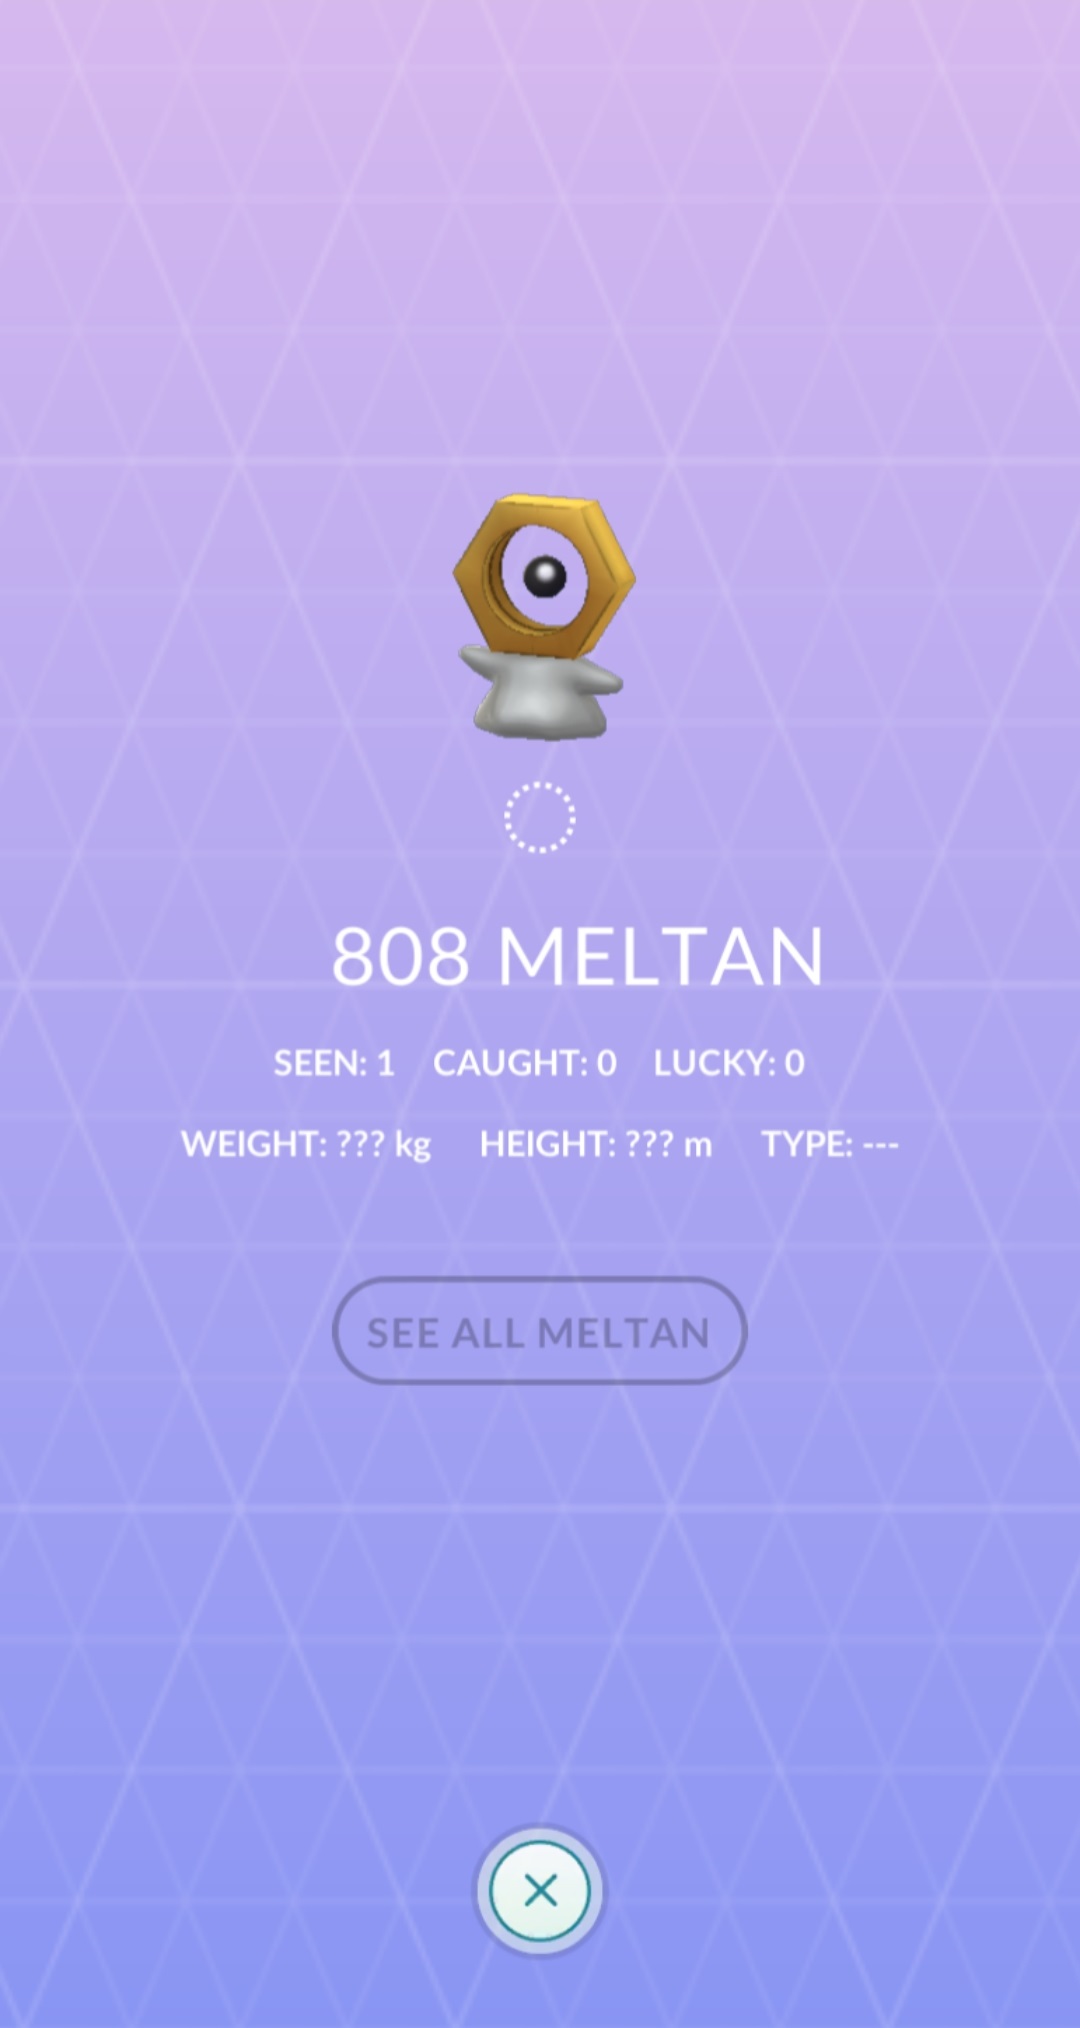 808 MELTAN
SEEN: 1 CAUGHT: 0 LUCKY: 0
WEIGHT: ??? kg HEIGHT: ??? m TYPE: ---
SEE ALL MELTAN